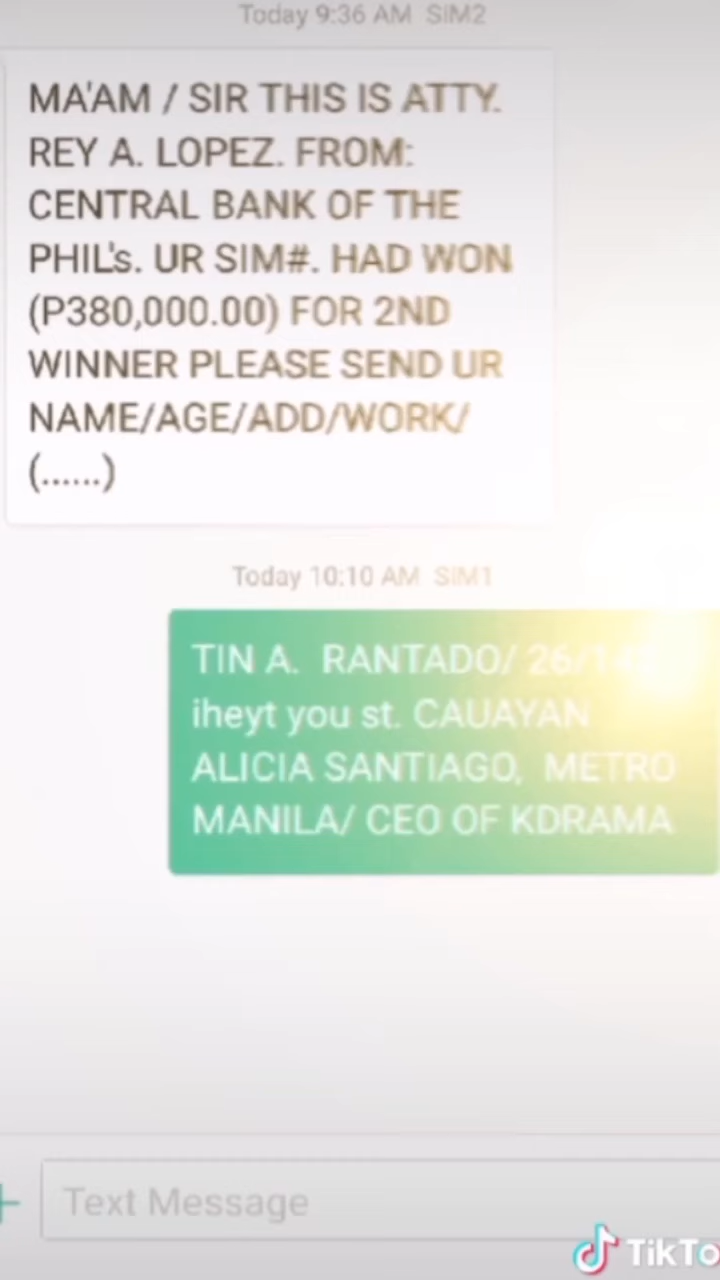 Today 9:36 AM SIM2
MA'AM / SIR THIS IS ATTY.
REY A. LOPEZ. FROM:
CENTRAL BANK OF THE
PHIL's. UR SIM#. HAD WON
(P380,000.00) FOR 2ND
WINNER PLEASE SEND UR
NAME/AGE/ADD/WORK/
(......)
Today 10:10 AM SIM1
TIN A. RANTADO/ 26/
iheyt you st. CAUAYAN
ALICIA SANTIAGO, METRO
MANILA/ CEO OF KDRAMA
Text Message
TikTo